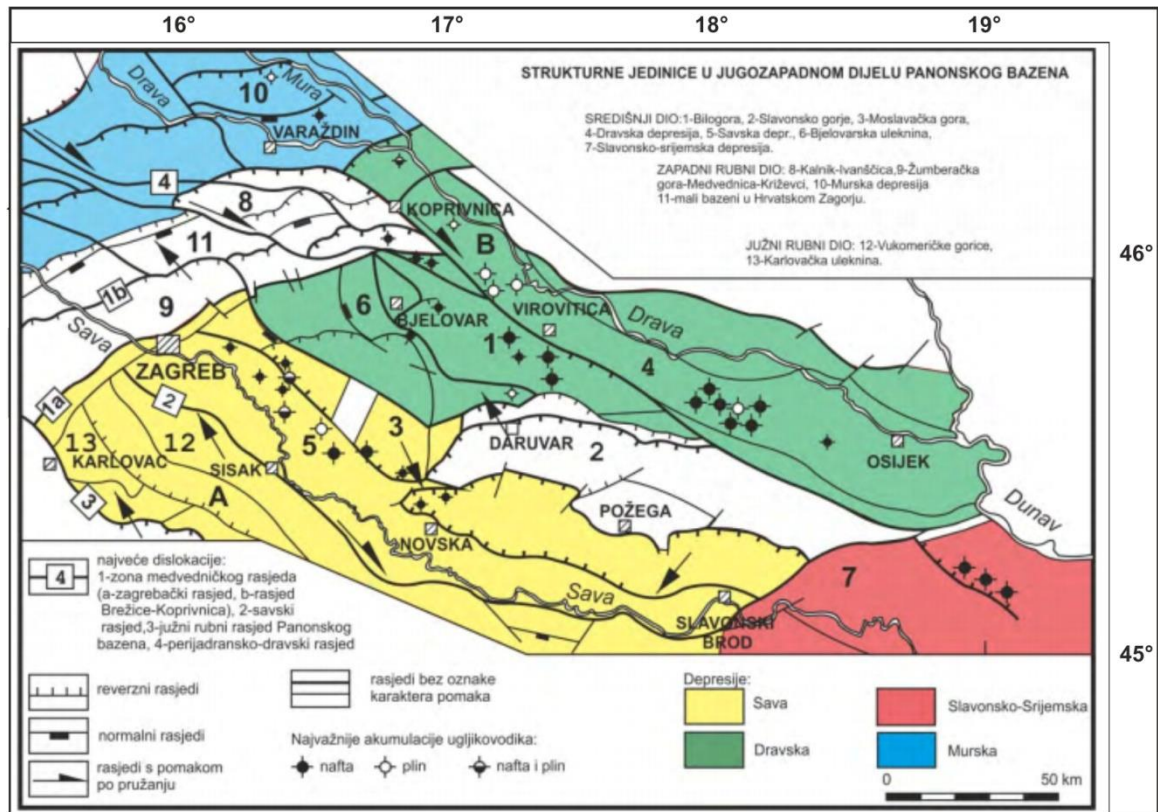 16° 17° 18° 19°
STRUKTURNE JEDINICE U JUGOZAPADNOM DIJELU PANONSKOG BAZENA
SREDIŠNJI DIO:1-Bilogora, 2-Slavonsko gorje, 3-Moslavačka gora,
4-Dravska depresija, 5-Savska depr., 6-Bjelovarska uleknina,
7-Slavonsko-srijemska depresija.
ZAPADNI RUBNI DIO: 8-Kalnik-Ivanščica,9-Žumberačka
gora-Medvednica-Križevci, 10-Murska depresija
11-mali bazeni u Hrvatskom Zagorju.
JUŽNI RUBNI DIO: 12-Vukomeričke gorice,
13-Karlovačka uleknina.
46°
45°
Drava
10
Mura
VARAŽDIN
4
8
KOPRIVNICA
11
B
1b
9
6
BJELOVAR
VIROVITICA
Drava
Sava
1
4
ZAGREB
1a
2
3
13
12
5
DARUVAR
2
KARLOVAC
SISAK
OSIJEK
3
A
POŽEGA
Dunav
NOVSKA
7
Sava
SLAVONSKI
BROD
4
najveće dislokacije:
1-zona medvedničkog rasjeda
(a-zagrebački rasjed, b-rasjed
Brežice-Koprivnica), 2-savski
rasjed,3-južni rubni rasjed Panonskog
bazena, 4-perijadransko-dravski rasjed
reverzni rasjedi
normalni rasjedi
rasjedi s pomakom
po pružanju
rasjedi bez oznake
karaktera pomaka
Najvažnije akumulacije ugljikovodika:
nafta plin nafta i plin
Depresije:
Sava
Dravska
Slavonsko-Srijemska
Murska
0 50 km